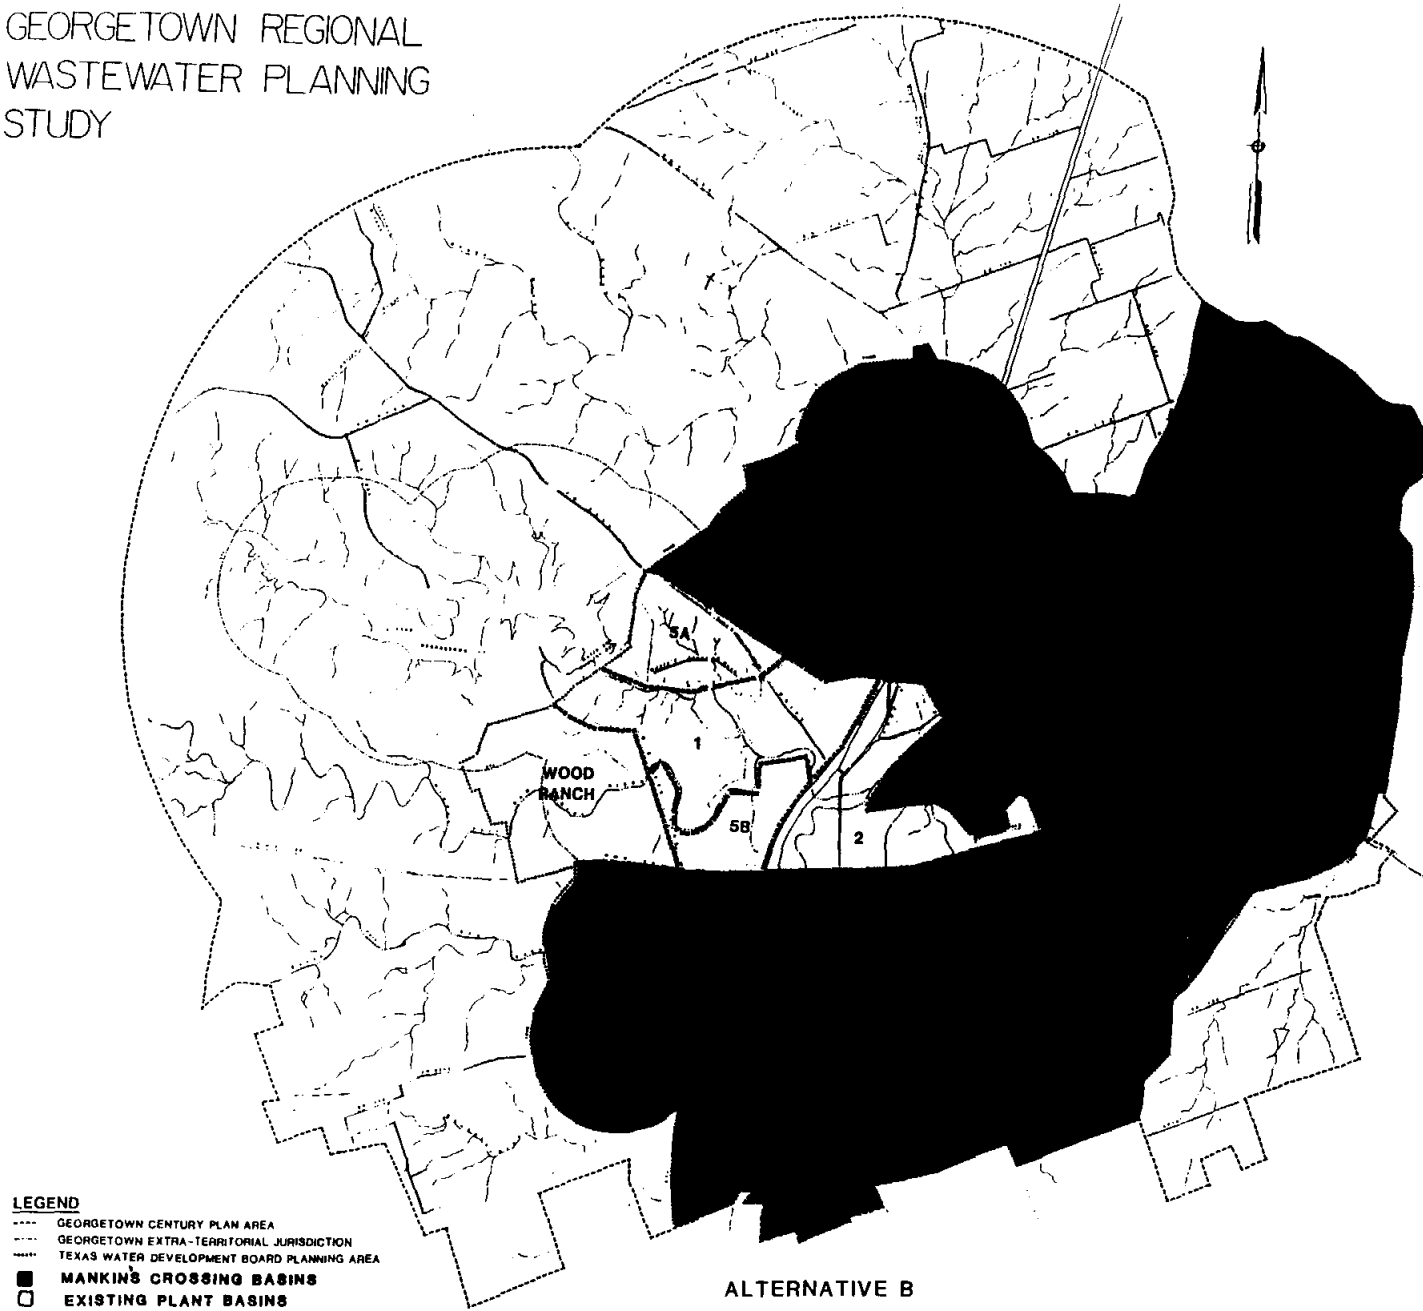 GEORGETOWN REGIONAL
WASTEWATER PLANNING
STUDY
5A
1
WOOD
RANCH
5B
2
LEGEND
GEORGETOWN CENTURY PLAN AREA
GEORGETOWN EXTRA-TERRITORIAL JURISDICTION
TEXAS WATER DEVELOPMENT BOARD PLANNING AREA
MANKINS CROSSING BASINS
EXISTING PLANT BASINS
ALTERNATIVE B